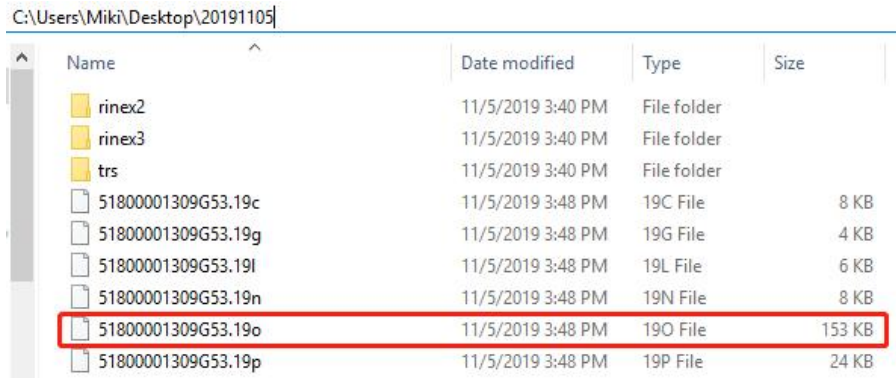 C:\Users\Miki\Desktop\20191105
Name Date modified Type Size
rinex2 11/5/2019 3:40 PM File folder
rinex3 11/5/2019 3:40 PM File folder
trs 11/5/2019 3:40 PM File folder
51800001309G53.19c 11/5/2019 3:48 PM 19C File 8 KB
51800001309G53.19g 11/5/2019 3:48 PM 19G File 4 KB
51800001309G53.19l 11/5/2019 3:48 PM 19L File 6 KB
51800001309G53.19n 11/5/2019 3:48 PM 19N File 8 KB
51800001309G53.19o 11/5/2019 3:48 PM 19O File 153 KB
51800001309G53.19p 11/5/2019 3:48 PM 19P File 24 KB